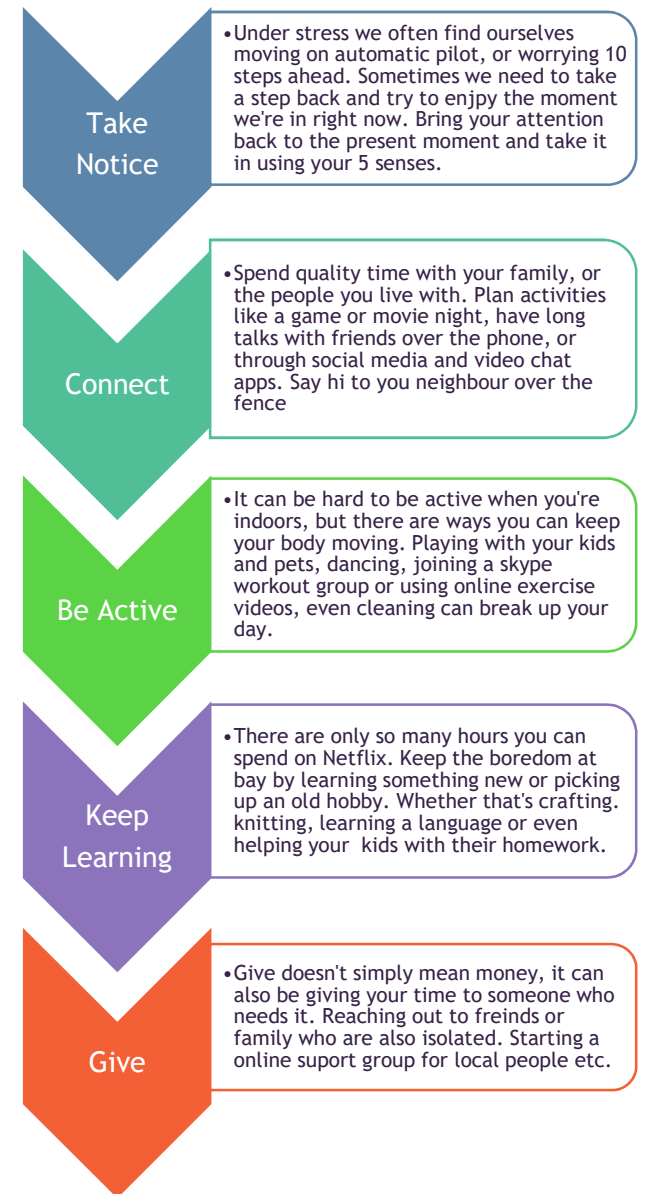 Take
Notice
•Under stress we often find ourselves
moving on automatic pilot, or worrying 10
steps ahead. Sometimes we need to take
a step back and try to enjpy the moment
we're in right now. Bring your attention
back to the present moment and take it
in using your 5 senses.
Connect
•Spend quality time with your family, or
the people you live with. Plan activities
like a game or movie night, have long
talks with friends over the phone, or
through social media and video chat
apps. Say hi to you neighbour over the
fence
Be Active
•It can be hard to be active when you're
indoors, but there are ways you can keep
your body moving. Playing with your kids
and pets, dancing, joining a skype
workout group or using online exercise
videos, even cleaning can break up your
day.
Keep
Learning
•There are only so many hours you can
spend on Netflix. Keep the boredom at
bay by learning something new or picking
up an old hobby. Whether that's crafting.
knitting, learning a language or even
helping your  kids with their homework.
Give
•Give doesn't simply mean money, it can
also be giving your time to someone who
needs it. Reaching out to freinds or
family who are also isolated. Starting a
online suport group for local people etc.